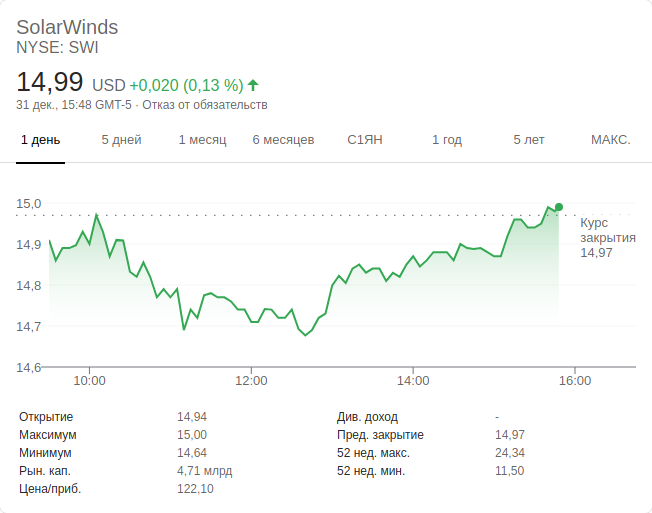 SolarWinds
NYSE: SWI
14,99 USD +0,020 (0,13 %)
31 дек., 15:48 GMT-5 · Отказ от обязательств
1 день 5 дней 1 месяц 6 месяцев С1ЯН 1 год 5 лет МАКС.
15,0
14,9
14,8
14,7
14,6
Курс
закрытия
14,97
10:00 12:00 14:00 16:00
Открытие 14,94 Див. доход -
Максимум 15,00 Пред. закрытие 14,97
Минимум 14,64 52 нед. макс. 24,34
Рын. кап. 4,71 млрд 52 нед. мин. 11,50
Цена/приб. 122,10